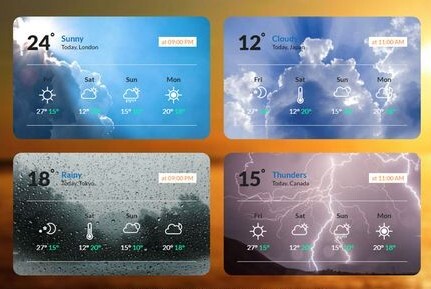 24°
Sunny
Today, London
at 09:00 PM
Fri Sat Sun Mon
27° 15° 12° 20° 15° 10° 20° 18°
12°
Cloud
Today, Japan
at 11:00 AM
Fri Sat Sun Mon
27° 15° 12° 20° 15° 10° 20° 18°
18°
Rainy
Today, Tokyo
at 09:00 PM
Sat Sun Mon
27° 15° 12° 20° 15° 10° 20° 18°
15°
Thunders
Today, Canada
at 11:00 AM
Fri Sat Sun Mon
27° 15° 12° 20° 15° 10° 20° 18°